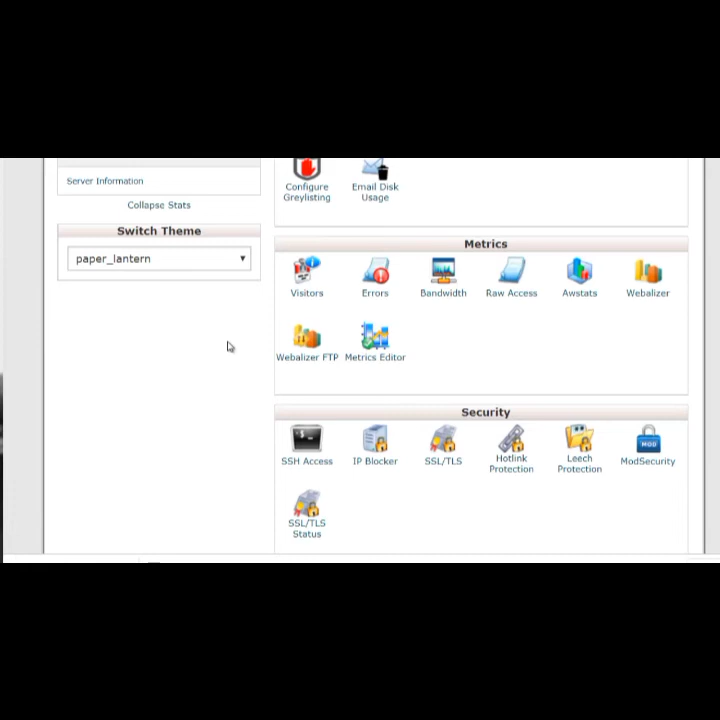 Server Information
Collapse Stats
Switch Theme
paper_lantern
Configure
Greylisting
Email Disk
Usage
Metrics
Visitors
Errors
Bandwidth
Raw Access
Awstats
Webalizer
Webalizer FTP
Metrics Editor
Security
SSH Access
IP Blocker
SSL/TLS
Hotlink
Protection
Leech
Protection
MOD
ModSecurity
SSL/TLS
Status